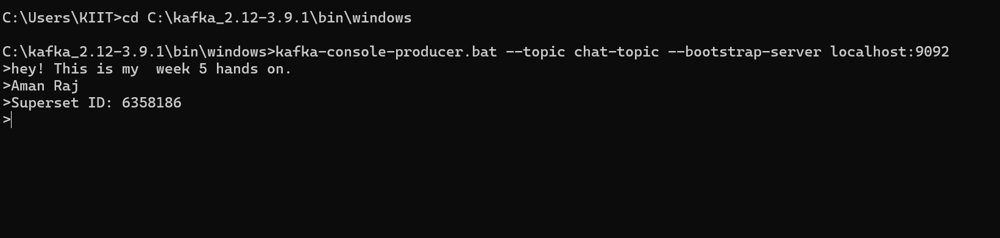 C:\Users\KIIT>cd C:\kafka_2.12-3.9.1\bin\windows
C:\kafka_2.12-3.9.1\bin\windows>kafka-console-producer.bat --topic chat-topic --bootstrap-server localhost:9092
>hey! This is my  week 5 hands on.
>Aman Raj
>Superset ID: 6358186
>